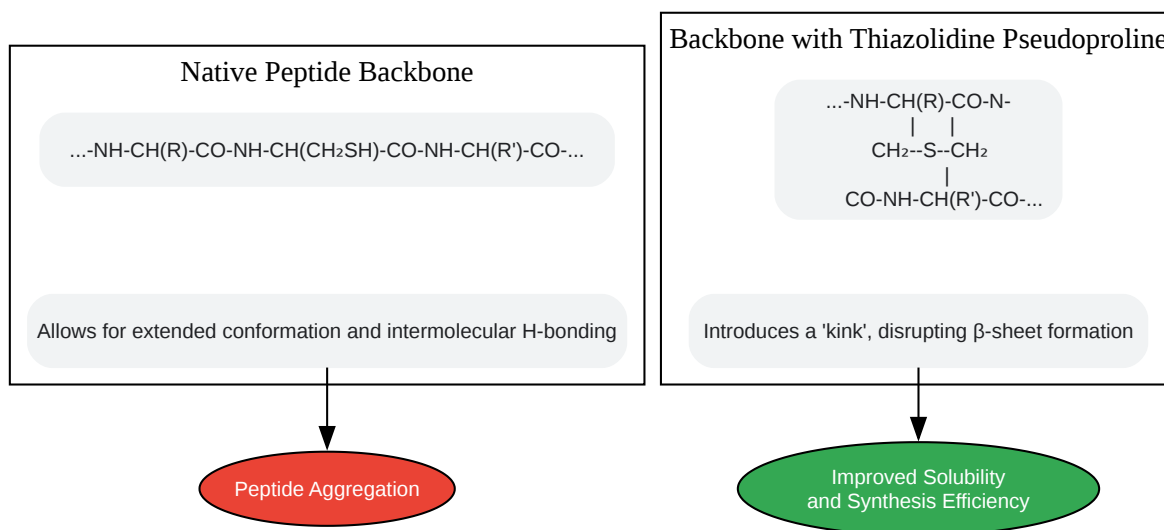 Native Peptide Backbone
...-NH-CH(R)-CO-NH-CH(CH₂SH)-CO-NH-CH(R')-CO-...
Allows for extended conformation and intermolecular H-bonding
Peptide Aggregation
Backbone with Thiazolidine Pseudoproline
...-NH-CH(R)-CO-N-
| |
CH₂--S--CH₂
|
CO-NH-CH(R')-CO-...
Introduces a 'kink', disrupting β-sheet formation
Improved Solubility
and Synthesis Efficiency